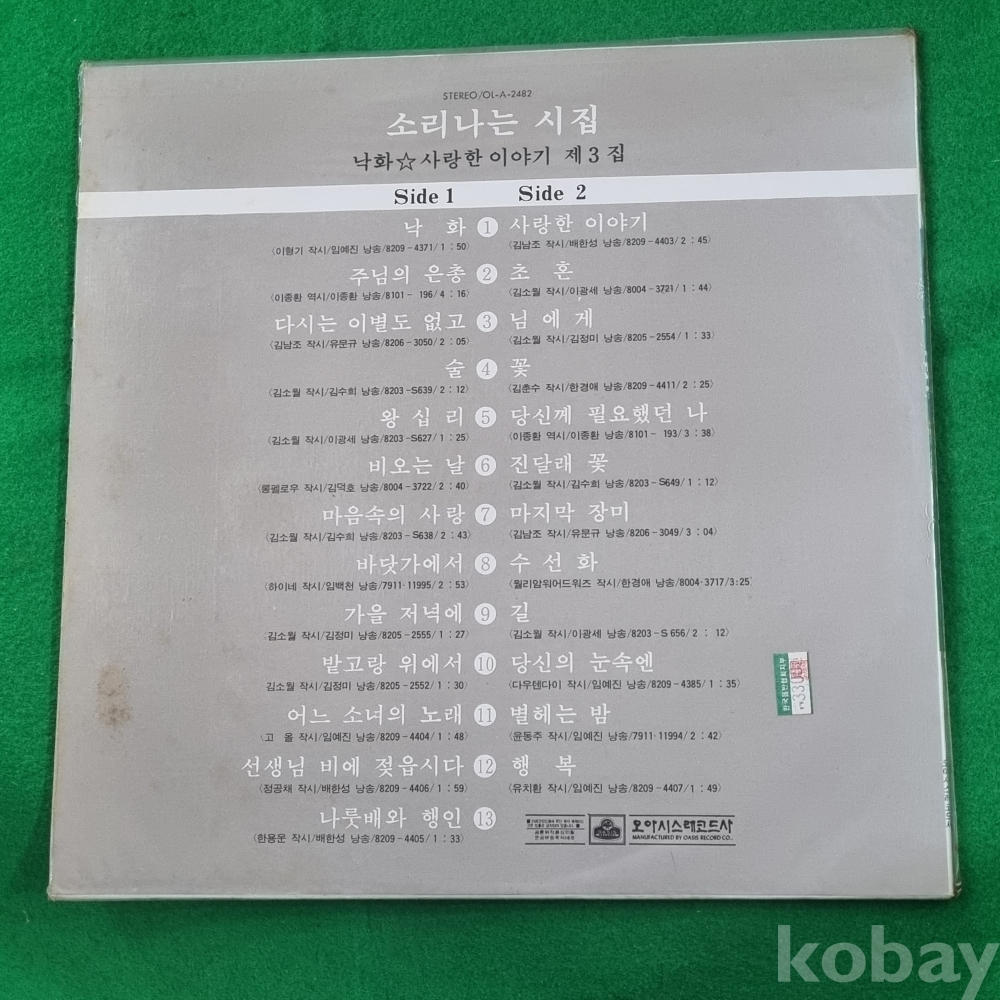 STEREO/OL-A-2482
소리나는 시집
낙화☆사랑한 이야기 제3집
Side 1 Side 2
낙 화 ① 사랑한 이야기
〈이형기 작시/임예진 낭송/8209-4371/1:50〉 〈김남조 작시/배한성 낭송/8209-4403/2:45〉
주님의 은총 ② 초 혼
〈이종환 역시/이종환 낭송/8101-196/4:16〉 〈김소월 작시/이광세 낭송/8004-3721/1:44〉
다시는 이별도 없고 ③ 님에게
〈김남조 작시/유문규 낭송/8206-3050/2:05〉 〈김소월 작시/김정미 낭송/8205-2554/1:33〉
술 ④ 꽃
〈김소월 작시/김수희 낭송/8203-S639/2:12〉 〈김춘수 작시/한경애 낭송/8209-4411/2:25〉
왕십리 ⑤ 당신께 필요했던 나
〈김소월 작시/이광세 낭송/8203-S627/1:25〉 〈이종환 역시/이종환 낭송/8101-193/3:38〉
비오는 날 ⑥ 진달래 꽃
〈롱펠로우 작시/김덕호 낭송/8004-3722/2:40〉 〈김소월 작시/김수희 낭송/8203-S649/1:12〉
마음속의 사랑 ⑦ 마지막 장미
〈김소월 작시/김수희 낭송/8203-S638/2:43〉 〈김남조 작시/유문규 낭송/8206-3049/3:04〉
바닷가에서 ⑧ 수선화
〈하이네 작시/임백천 낭송/7911-11995/2:53〉 〈윌리암워어드워즈 작시/한경애 낭송/8004-3717/3:25〉
가을 저녁에 ⑨ 길
〈김소월 작시/김정미 낭송/8205-2555/1:27〉 〈김소월 작시/이광세 낭송/8203-S656/2:12〉
밭고랑 위에서 ⑩ 당신의 눈속엔
〈김소월 작시/김정미 낭송/8205-2552/1:30〉 〈다우텐다이 작시/임예진 낭송/8209-4385/1:35〉
어느 소녀의 노래 ⑪ 별헤는 밤
〈고 올 작시/임예진 낭송/8209-4404/1:48〉 〈윤동주 작시/임예진 낭송/7911-11994/2:42〉
선생님 비에 젖읍시다 ⑫ 행 복
〈정공채 작시/배한성 낭송/8209-4406/1:59〉 〈유치환 작시/임예진 낭송/8209-4407/1:49〉
나룻배와 행인 ⑬
〈한용운 작시/배한성 낭송/8209-4405/1:33〉
오아시스레코드사
MANUFACTURED BY OASIS RECORD CO.,
kobay